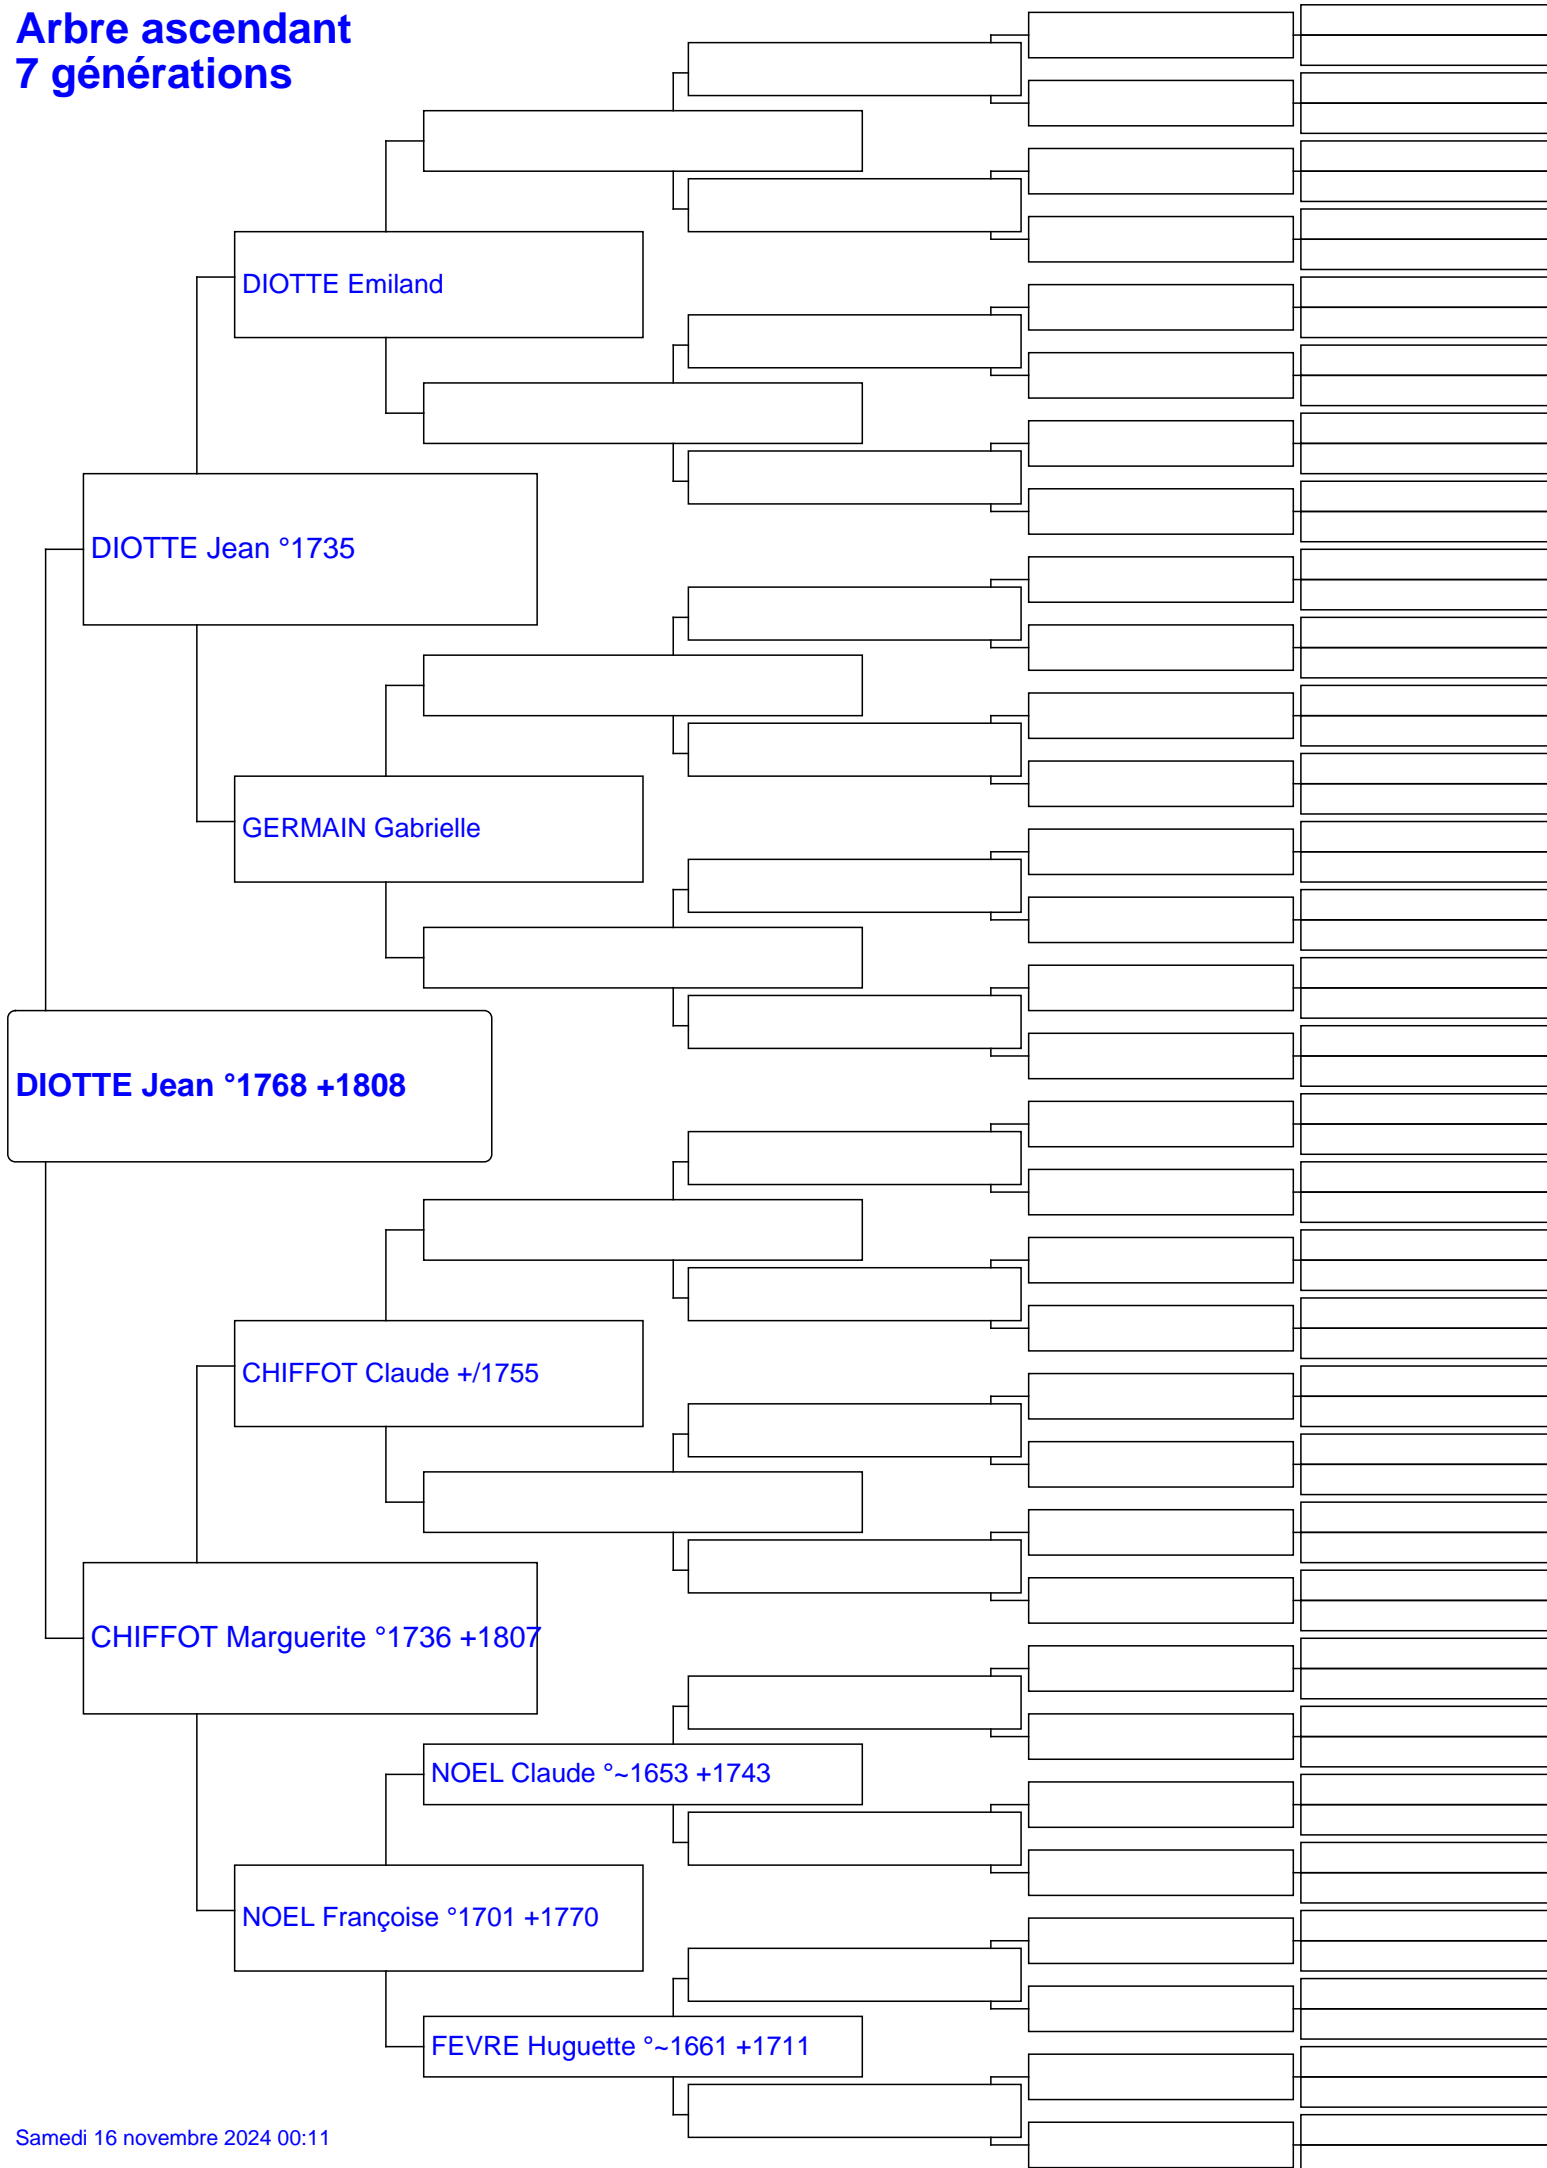 Arbre ascendant
7 générations
DIOTTE Emiland
DIOTTE Jean °1735
GERMAIN Gabrielle
DIOTTE Jean °1768 +1808
CHIFFOT Claude +/1755
CHIFFOT Marguerite °1736 +1807
NOEL Claude °~1653 +1743
NOEL Françoise °1701 +1770
FEVRE Huguette °~1661 +1711
Samedi 16 novembre 2024 00:11